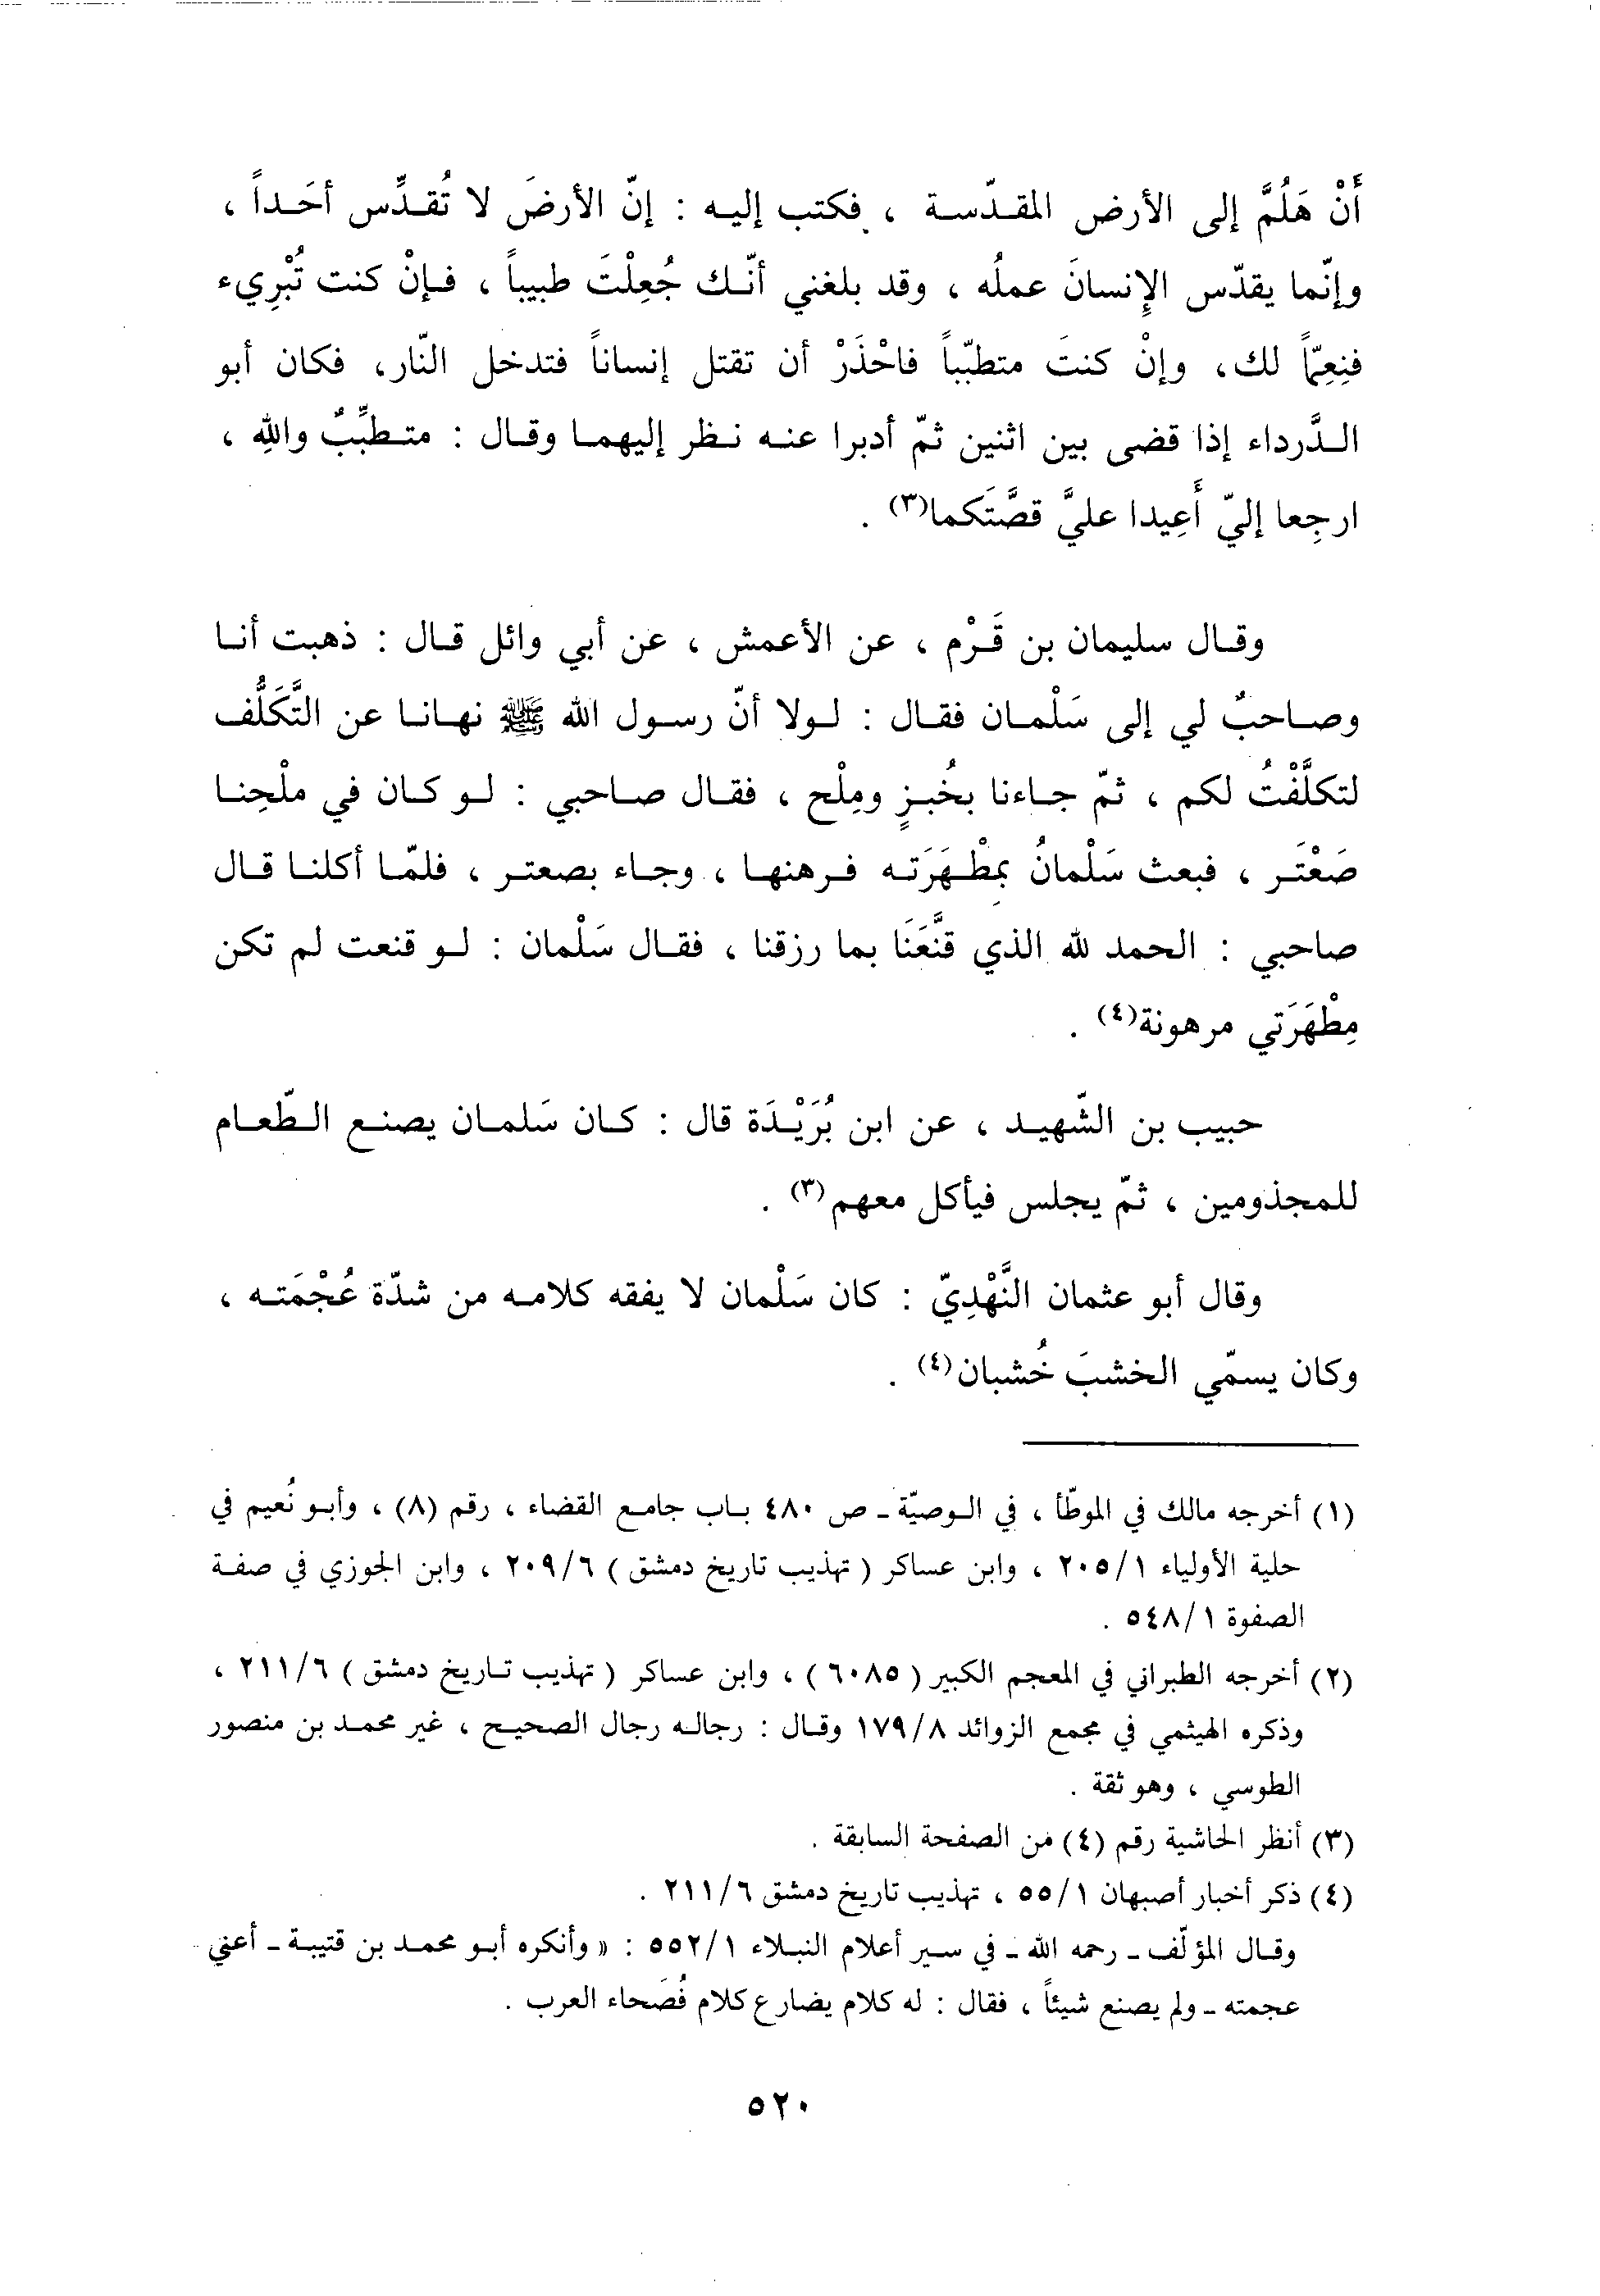 أَنْ هَلُمَّ إلى الأرض المقدّسة ، فكتب إليه : إنّ الأرضَ لا تُقدِّس أحَداً ،
وإنّما يقدّس الإنسانَ عملُه ، وقد بلغني أنّك جُعِلْتَ طبيباً ، فإنْ كنت تُبْرِيء
فنِعِمّاً لك، وإنْ كنتَ متطبّباً فاحْذَرْ أن تقتل إنساناً فتدخل النّار، فكان أبو
الدَّرداء إذا قضى بين اثنين ثمّ أدبرا عنه نظر إليهما وقال : متطبِّبٌ واللهِ ،
ارجِعا إليّ أَعِيدا عليَّ قصَّتَكما(٣) .
وقال سليمان بن قَرْم ، عن الأعمش ، عن أبي وائل قال : ذهبت أنا
وصاحبٌ لي إلى سَلْمان فقال : لولا أنّ رسول الله ﷺ نهانا عن التَّكَلُّف
لتكلَّفْتُ لكم ، ثمّ جاءنا بخُبزٍ ومِلْح ، فقال صاحبي : لو كان في ملْحِنا
صَعْتَر ، فبعث سَلْمانُ بمِطْهَرَته فرهنها ، وجاء بصعتر ، فلمّا أكلنا قال
صاحبي : الحمد لله الذي قنَّعَنَا بما رزقنا ، فقال سَلْمان : لو قنعت لم تكن
مِطْهَرَتي مرهونة(٤) .
حبيب بن الشّهيد ، عن ابن بُرَيْدَة قال : كان سَلمان يصنع الطّعام
للمجذومين ، ثمّ يجلس فيأكل معهم(٣) .
وقال أبو عثمان النَّهْدِيّ : كان سَلْمان لا يفقه كلامه من شدّة عُجْمَته ،
وكان يسمّي الخشبَ خُشبان(٤) .
(١) أخرجه مالك في الموطّأ ، في الوصيّة ـ ص ٤٨٠ باب جامع القضاء ، رقم (٨) ، وأبو نُعيم في
حلية الأولياء ٢٠٥/١ ، وابن عساكر ( تهذيب تاريخ دمشق ) ٢٠٩/٦ ، وابن الجوزي في صفة
الصفوة ٥٤٨/١ .
(٢) أخرجه الطبراني في المعجم الكبير ( ٦٠٨٥ ) ، وابن عساكر ( تهذيب تاريخ دمشق ) ٢١١/٦ ،
وذكره الهيثمي في مجمع الزوائد ١٧٩/٨ وقال : رجاله رجال الصحيح ، غير محمد بن منصور
الطوسي ، وهو ثقة .
(٣) أنظر الحاشية رقم (٤) من الصفحة السابقة .
(٤) ذكر أخبار أصبهان ٥٥/١ ، تهذيب تاريخ دمشق ٢١١/٦ .
وقال المؤلّف ـ رحمه الله ـ في سير أعلام النبلاء ٥٥٢/١ : « وأنكره أبو محمد بن قتيبة ـ أعني
عجمته ـ ولم يصنع شيئاً ، فقال : له كلام يضارع كلام فُصَحاء العرب .
٥٢٠